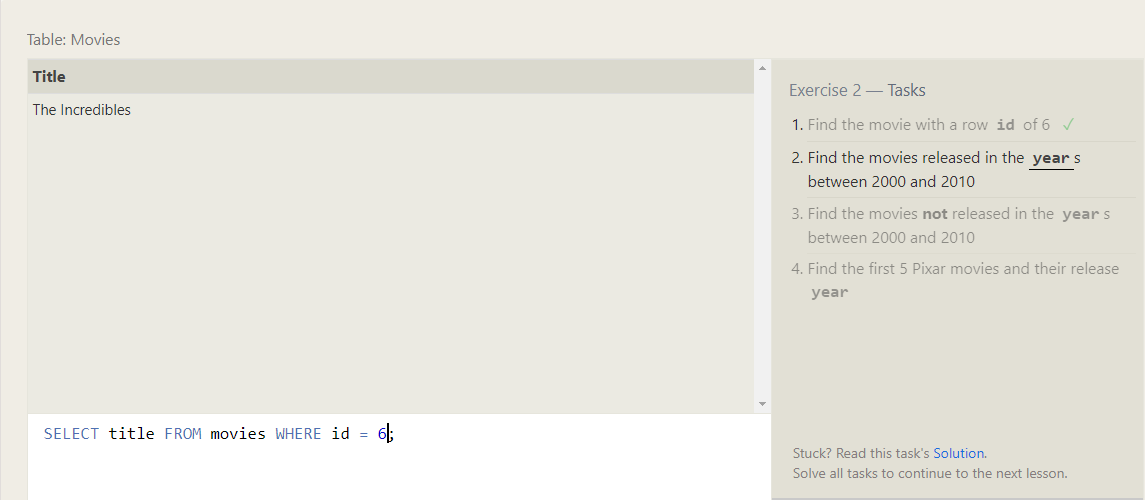 Table: Movies
Title
The Incredibles
SELECT title FROM movies WHERE id = 6;
Exercise 2 — Tasks
1. Find the movie with a row id of 6 ✓
2. Find the movies released in the year s
between 2000 and 2010
3. Find the movies not released in the year s
between 2000 and 2010
4. Find the first 5 Pixar movies and their release
year
Stuck? Read this task's Solution.
Solve all tasks to continue to the next lesson.